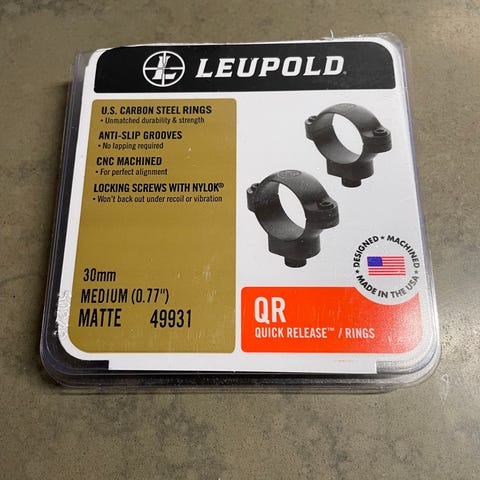 LEUPOLD®
U.S. CARBON STEEL RINGS
• Unmatched durability & strength
ANTI-SLIP GROOVES
• No lapping required
CNC MACHINED
• For perfect alignment
LOCKING SCREWS WITH NYLOK®
• Won't back out under recoil or vibration
30mm
MEDIUM (0.77")
MATTE 49931
DESIGNED • MACHINED • MADE IN THE USA •
QR
QUICK RELEASE™ / RINGS